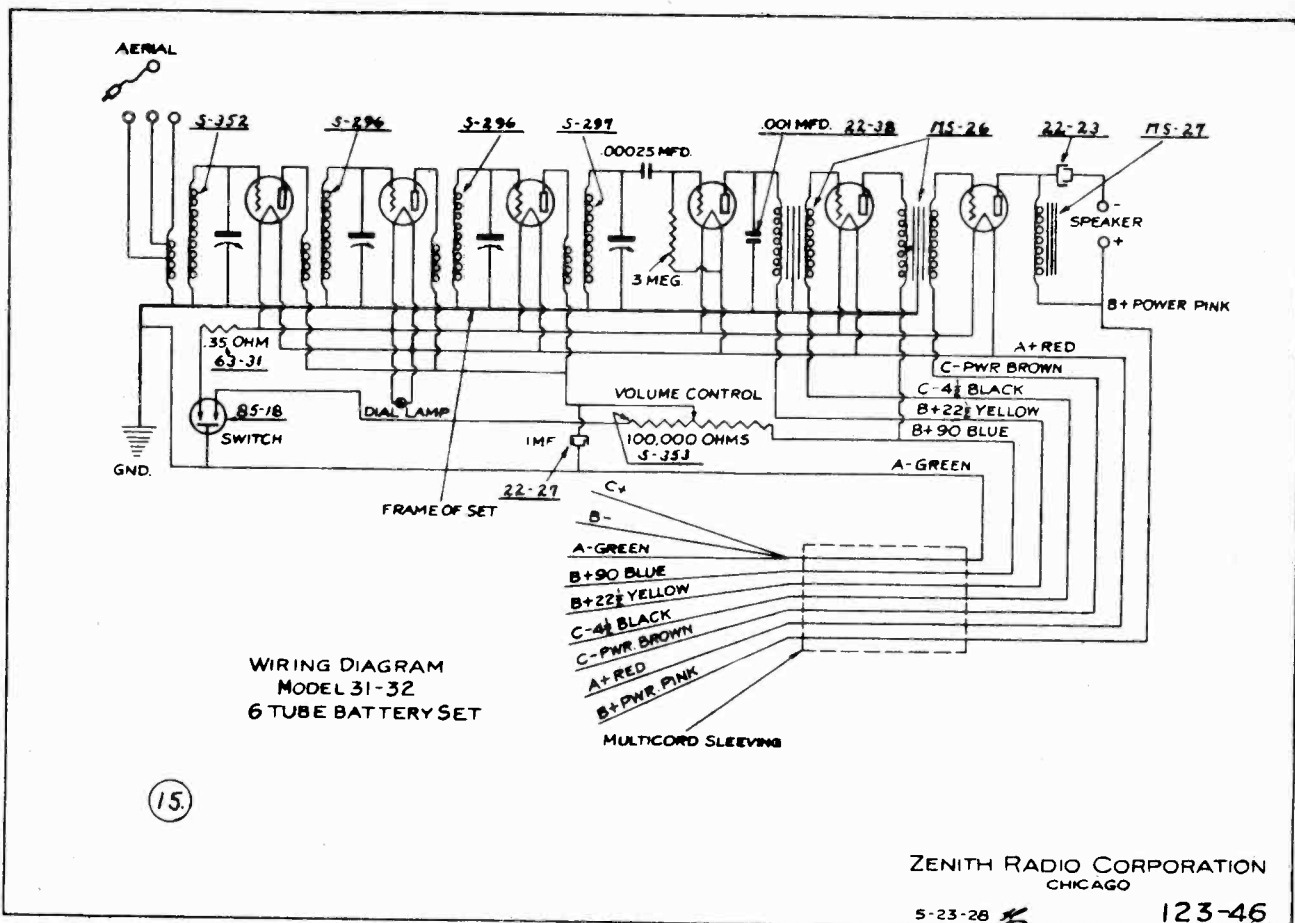 AERIAL
S-352
S-296
S-296
S-297
.00025 MFD.
.001 MFD. 22-38
MS-26
22-23
MS-27
3 MEG.
-
SPEAKER
+
B+ POWER PINK
.35 OHM
63-31
A+ RED
C-PWR BROWN
C-4½ BLACK
B+22½ YELLOW
B+90 BLUE
A-GREEN
85-18
SWITCH
DIAL LAMP
VOLUME CONTROL
100,000 OHMS
S-353
1MF
22-27
GND.
FRAME OF SET
C+
B-
A-GREEN
B+90 BLUE
B+22½ YELLOW
C-4½ BLACK
C-PWR. BROWN
A+ RED
B+ PWR. PINK
MULTICORD SLEEVING
WIRING DIAGRAM
MODEL 31-32
6 TUBE BATTERY SET
15.
ZENITH RADIO CORPORATION
CHICAGO
5-23-28
123-46